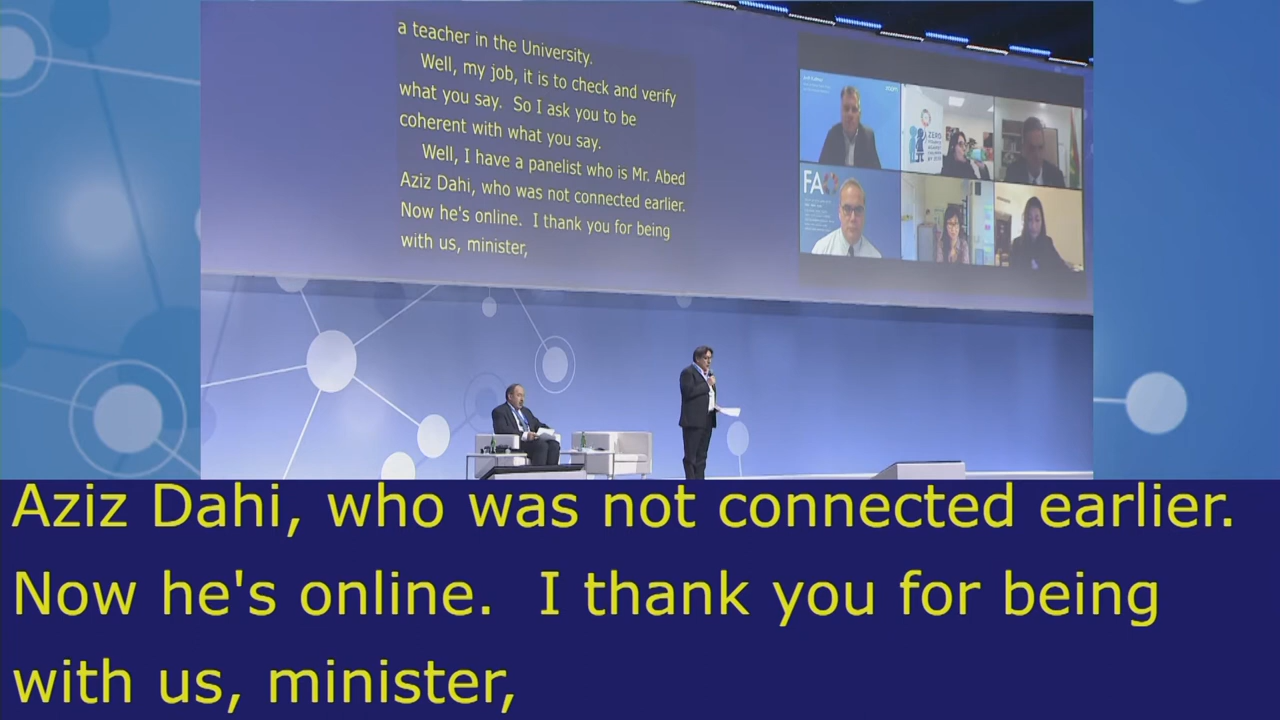 a teacher in the University.
Well, my job, it is to check and verify
what you say. So I ask you to be
coherent with what you say.
Well, I have a panelist who is Mr. Abed
Aziz Dahi, who was not connected earlier.
Now he's online. I thank you for being
with us, minister,
ZERO
FAO
Aziz Dahi, who was not connected earlier.
Now he's online. I thank you for being
with us, minister,